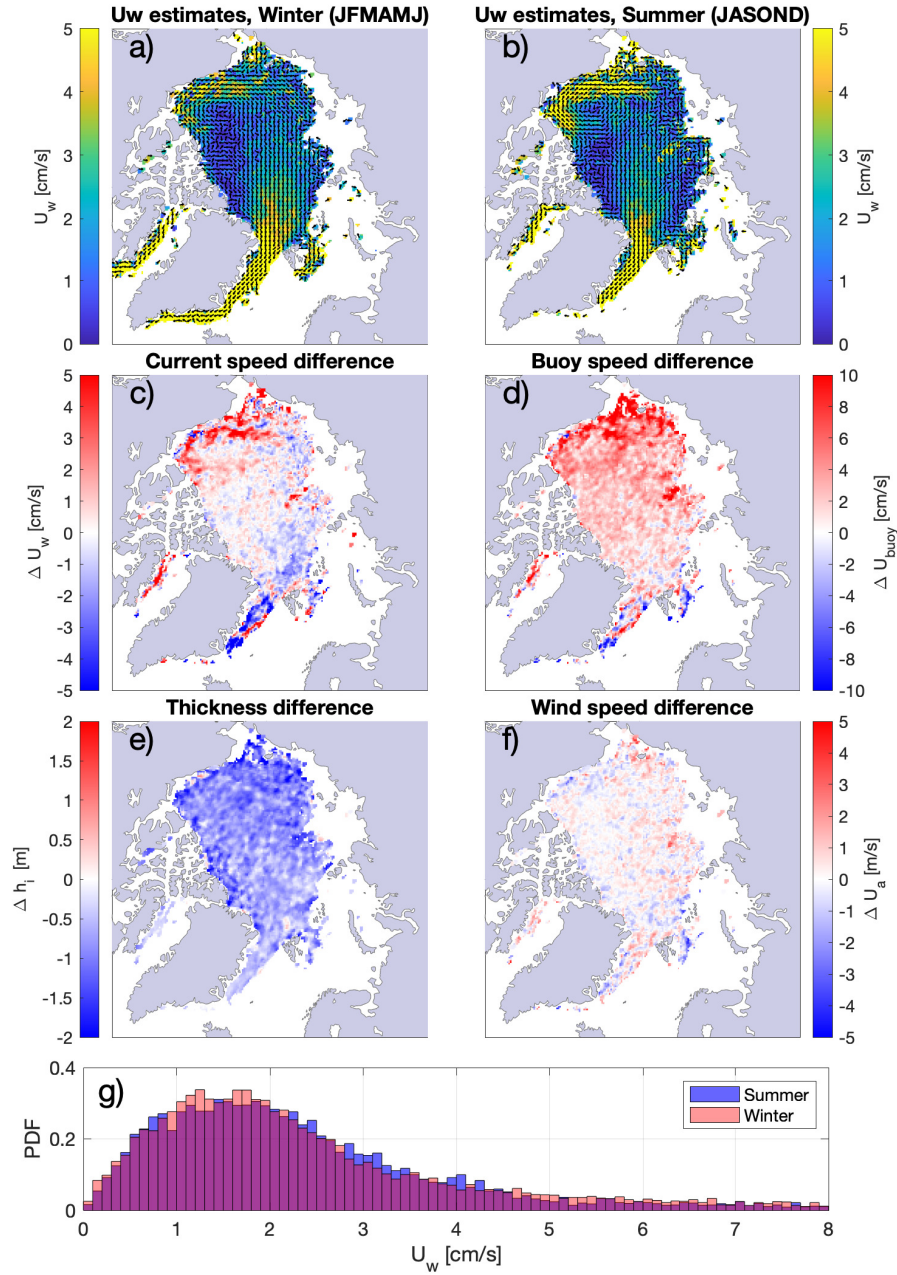 Uw estimates, Winter (JFMAMJ)
Uw estimates, Summer (JASOND)
a)
b)
5
4
3
2
1
0
U_w [cm/s]
5
4
3
2
1
0
U_w [cm/s]
Current speed difference
Buoy speed difference
c)
d)
5
4
3
2
1
0
-1
-2
-3
-4
-5
Δ U_w [cm/s]
10
8
6
4
2
0
-2
-4
-6
-8
-10
Δ U_buoy [cm/s]
Thickness difference
Wind speed difference
e)
f)
2
1.5
1
0.5
0
-0.5
-1
-1.5
-2
Δ h_i [m]
5
4
3
2
1
0
-1
-2
-3
-4
-5
Δ U_a [m/s]
g)
Summer
Winter
0.4
0.2
0
PDF
0 1 2 3 4 5 6 7 8
U_w [cm/s]